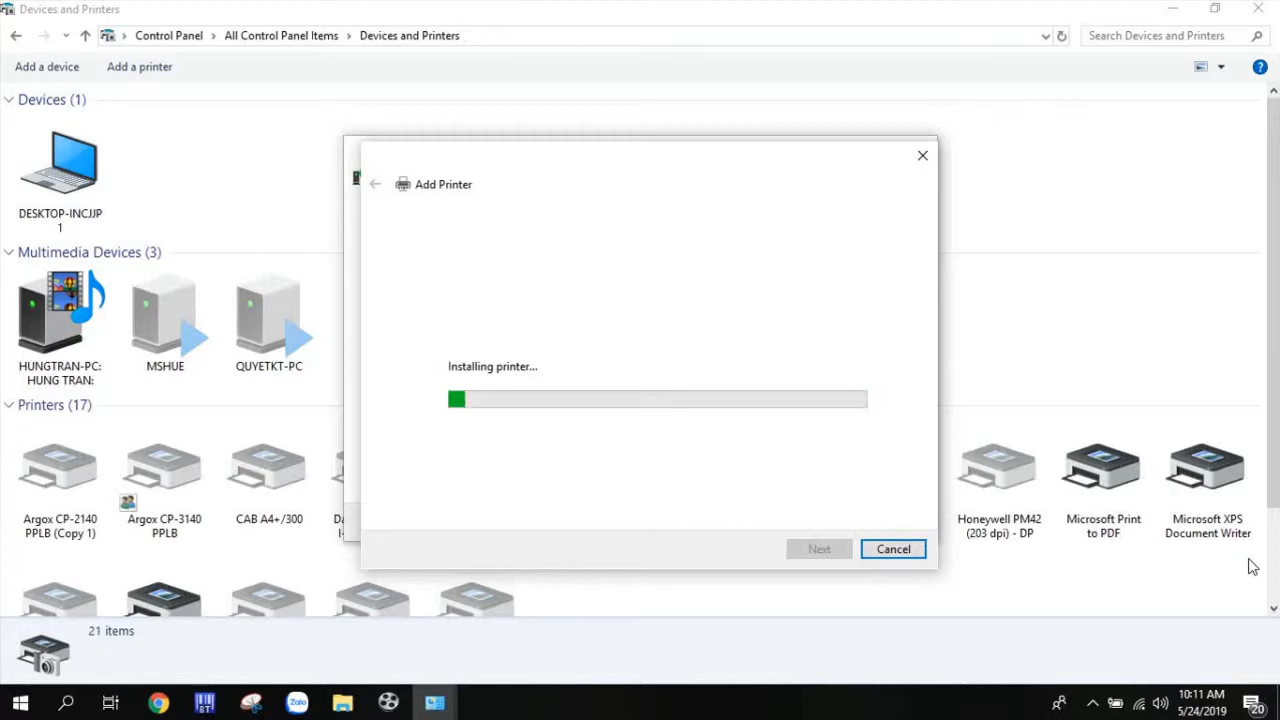 Devices and Printers
Control Panel > All Control Panel Items > Devices and Printers
Search Devices and Printers
Add a device
Add a printer
Devices (1)
DESKTOP-INCJJP
1
Multimedia Devices (3)
HUNGTRAN-PC:
HUNG TRAN:
MSHUE
QUYETKT-PC
Add Printer
Installing printer...
Next
Cancel
Printers (17)
Argox CP-2140
PPLB (Copy 1)
Argox CP-3140
PPLB
CAB A4+/300
Honeywell PM42
(203 dpi) - DP
Microsoft Print
to PDF
Microsoft XPS
Document Writer
21 items
BT
Zalo
10:11 AM
5/24/2019
20